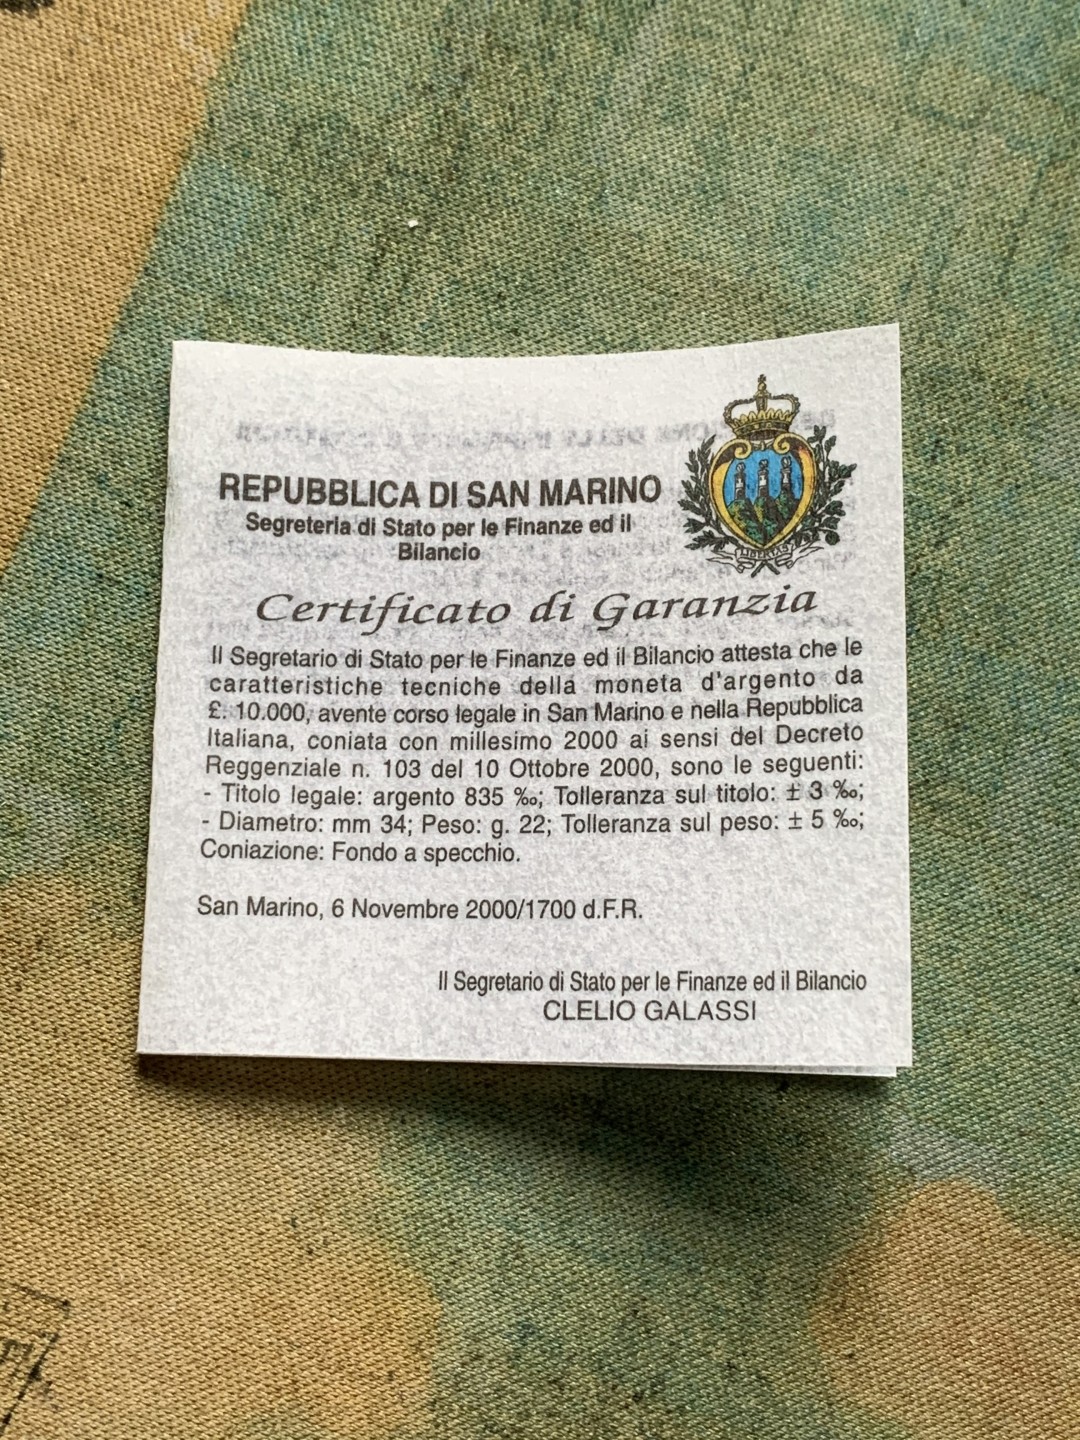 REPUBBLICA DI SAN MARINO
Segreteria di Stato per le Finanze ed il
Bilancio
LIBERTAS
Certificato di Garanzia
Il Segretario di Stato per le Finanze ed il Bilancio attesta che le
caratteristiche tecniche della moneta d'argento da
£. 10.000, avente corso legale in San Marino e nella Repubblica
Italiana, coniata con millesimo 2000 ai sensi del Decreto
Reggenziale n. 103 del 10 Ottobre 2000, sono le seguenti:
- Titolo legale: argento 835 ‰; Tolleranza sul titolo: ± 3 ‰;
- Diametro: mm 34; Peso: g. 22; Tolleranza sul peso: ± 5 ‰;
Coniazione: Fondo a specchio.
San Marino, 6 Novembre 2000/1700 d.F.R.
Il Segretario di Stato per le Finanze ed il Bilancio
CLELIO GALASSI